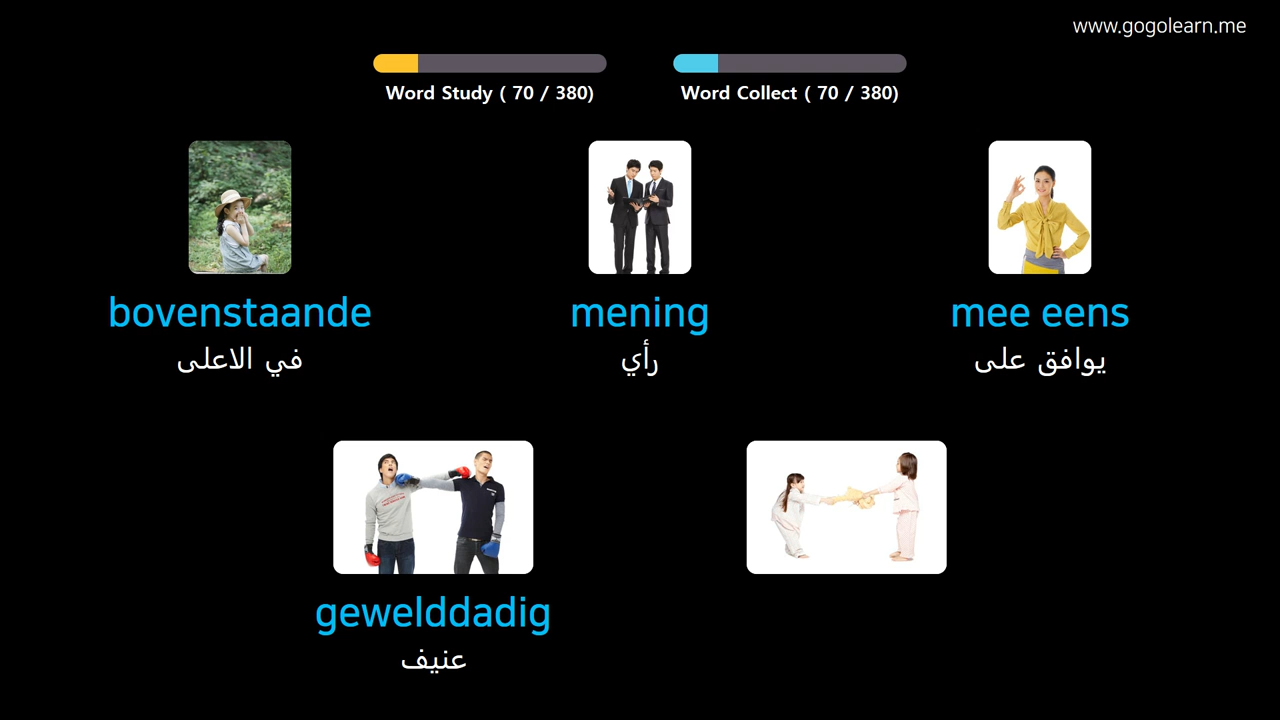 www.gogolearn.me
Word Study ( 70 / 380)
Word Collect ( 70 / 380)
bovenstaande
في الاعلى
mening
رأي
mee eens
يوافق على
gewelddadig
عنيف